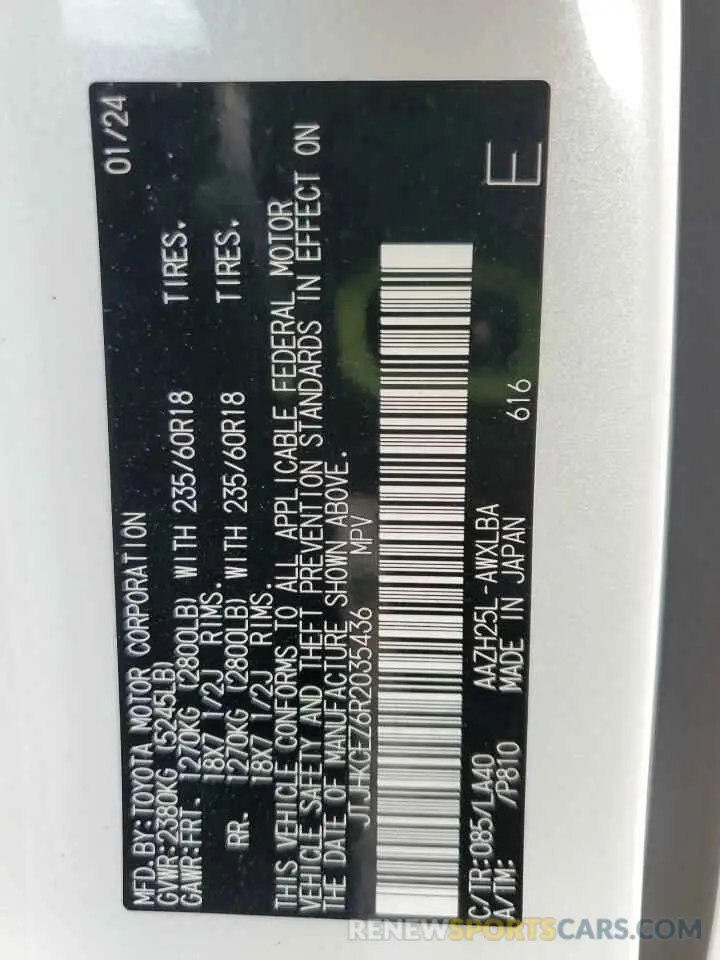 MFD. BY: TOYOTA MOTOR CORPORATION 01/24
GVWR: 2380KG (5245LB)
GAWR: FRT. 1270KG (2800LB) WITH 235/60R18 TIRES.
18X7 1/2J RIMS.
RR. 1270KG (2800LB) WITH 235/60R18 TIRES.
18X7 1/2J RIMS.
THIS VEHICLE CONFORMS TO ALL APPLICABLE FEDERAL MOTOR
VEHICLE SAFETY AND THEFT PREVENTION STANDARDS IN EFFECT ON
THE DATE OF MANUFACTURE SHOWN ABOVE.
JTJHKCEZ6R2035436 MPV
C/TR: 085/LA40 AAZH25L-AWXLBA
A/TM: /P810 MADE IN JAPAN 616 E
RENEWSPORTSCARS.COM